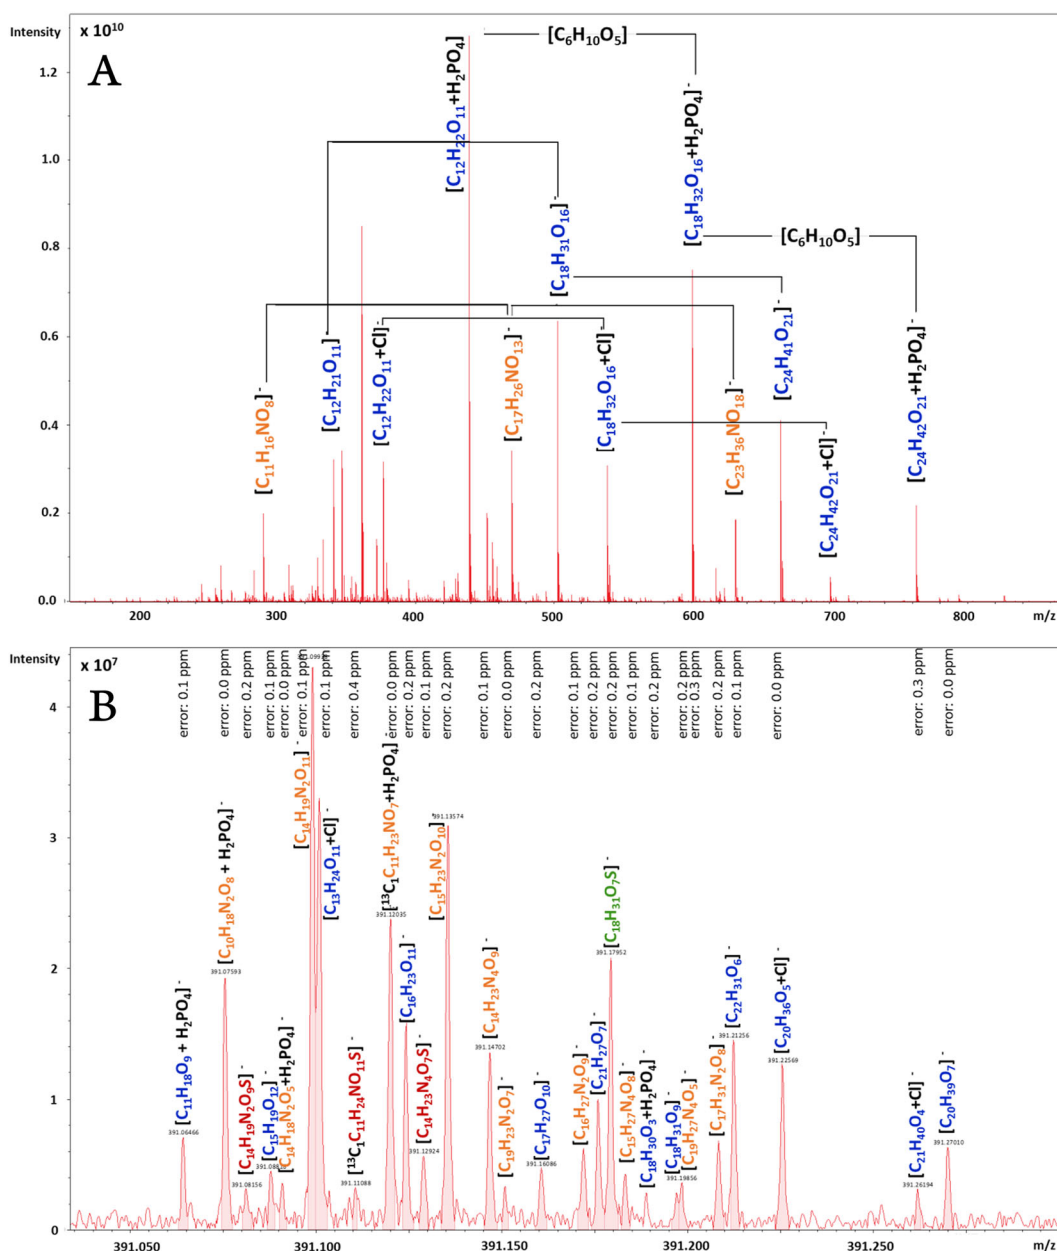 Intensity
x 10¹⁰
A
1.2
1.0
0.8
0.6
0.4
0.2
0.0
[C₆H₁₀O₅]
[C₁₂H₂₂O₁₁+H₂PO₄]⁻
[C₁₈H₃₂O₁₆+H₂PO₄]⁻
[C₆H₁₀O₅]
[C₁₈H₃₁O₁₆]⁻
[C₂₄H₄₁O₂₁]⁻
[C₁₁H₁₆NO₈]⁻
[C₁₂H₂₁O₁₁]⁻
[C₁₂H₂₂O₁₁+Cl]⁻
[C₁₇H₂₆NO₁₃]⁻
[C₁₈H₃₂O₁₆+Cl]⁻
[C₂₃H₃₆NO₁₈]⁻
[C₂₄H₄₂O₂₁+Cl]⁻
[C₂₄H₄₂O₂₁+H₂PO₄]⁻
200 300 400 500 600 700 800 m/z
Intensity
x 10⁷
B
4
3
2
1
0
error: 0.1 ppm
error: 0.0 ppm
error: 0.2 ppm
error: 0.1 ppm
error: 0.0 ppm
error: 0.1 ppm
error: 0.1 ppm
error: 0.4 ppm
error: 0.0 ppm
error: 0.2 ppm
error: 0.1 ppm
error: 0.2 ppm
error: 0.1 ppm
error: 0.0 ppm
error: 0.2 ppm
error: 0.1 ppm
error: 0.2 ppm
error: 0.2 ppm
error: 0.1 ppm
error: 0.2 ppm
error: 0.2 ppm
error: 0.3 ppm
error: 0.2 ppm
error: 0.1 ppm
error: 0.0 ppm
error: 0.3 ppm
error: 0.0 ppm
[C₁₁H₁₈O₉ + H₂PO₄]⁻
391.06466
[C₁₀H₁₈N₂O₈ + H₂PO₄]⁻
391.07593
[C₁₄H₁₉N₂O₉S]⁻
391.08156
[C₁₅H₁₉O₁₂]⁻
[C₁₄H₁₈N₂O₅+H₂PO₄]⁻
[C₁₄H₁₉N₂O₁₁]⁻
[C₁₃H₂₄O₁₁+Cl]⁻
[¹³C₁C₁₁H₂₄NO₁₁S]⁻
391.11088
[¹³C₁C₁₁H₂₃NO₇+H₂PO₄]⁻
391.12035
[C₁₆H₂₃O₁₁]⁻
[C₁₄H₂₃N₄O₇S]⁻
391.12924
[C₁₅H₂₃N₂O₁₀]⁻
391.13574
[C₁₄H₂₃N₄O₉]⁻
391.14702
[C₁₉H₂₃N₂O₇]⁻
[C₁₇H₂₇O₁₀]⁻
391.16086
[C₁₆H₂₇N₂O₉]⁻
[C₂₁H₂₇O₇]⁻
[C₁₈H₃₁O₇S]⁻
391.17952
[C₁₅H₂₇N₄O₈]⁻
[C₁₈H₃₀O₃+H₂PO₄]⁻
[C₁₈H₃₁O₉]⁻
[C₁₉H₂₇N₄O₅]⁻
391.19856
[C₁₇H₃₁N₂O₈]⁻
[C₂₂H₃₁O₆]⁻
391.21256
[C₂₀H₃₆O₅+Cl]⁻
391.22569
[C₂₁H₄₀O₄+Cl]⁻
391.26194
[C₂₀H₃₉O₇]⁻
391.27010
391.050 391.100 391.150 391.200 391.250 m/z